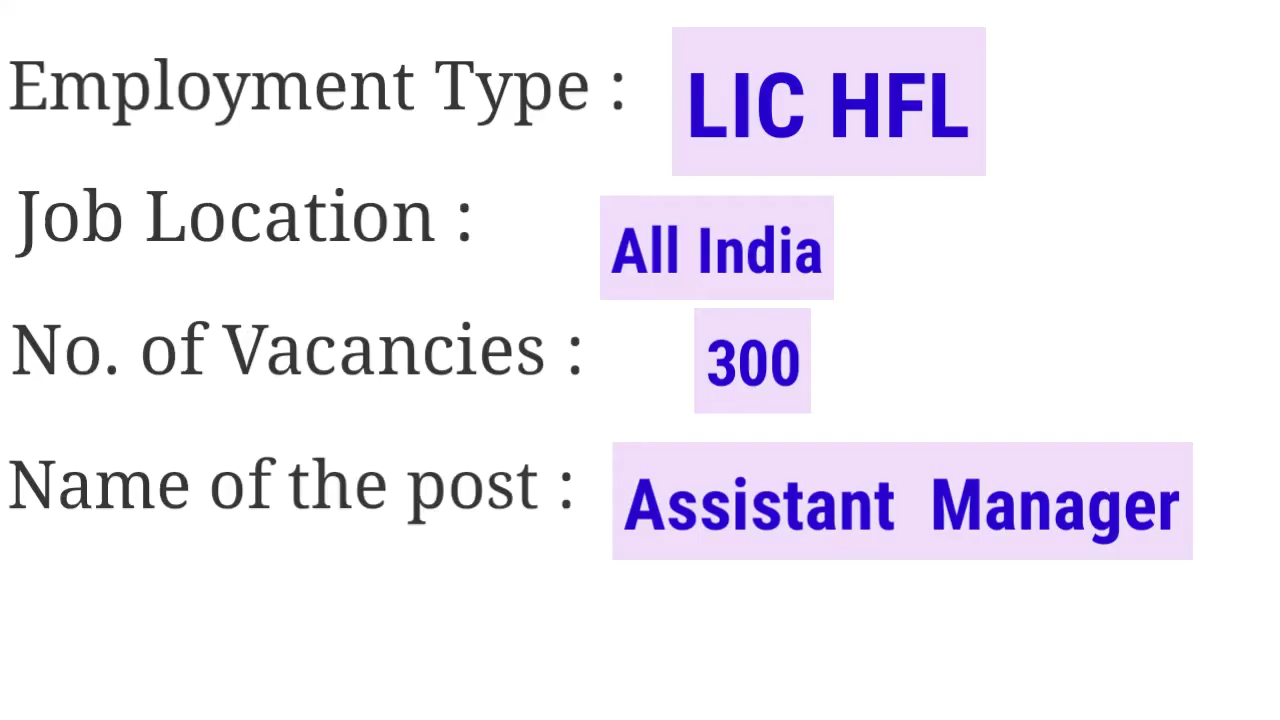 Employment Type : LIC HFL
Job Location : All India
No. of Vacancies : 300
Name of the post : Assistant Manager